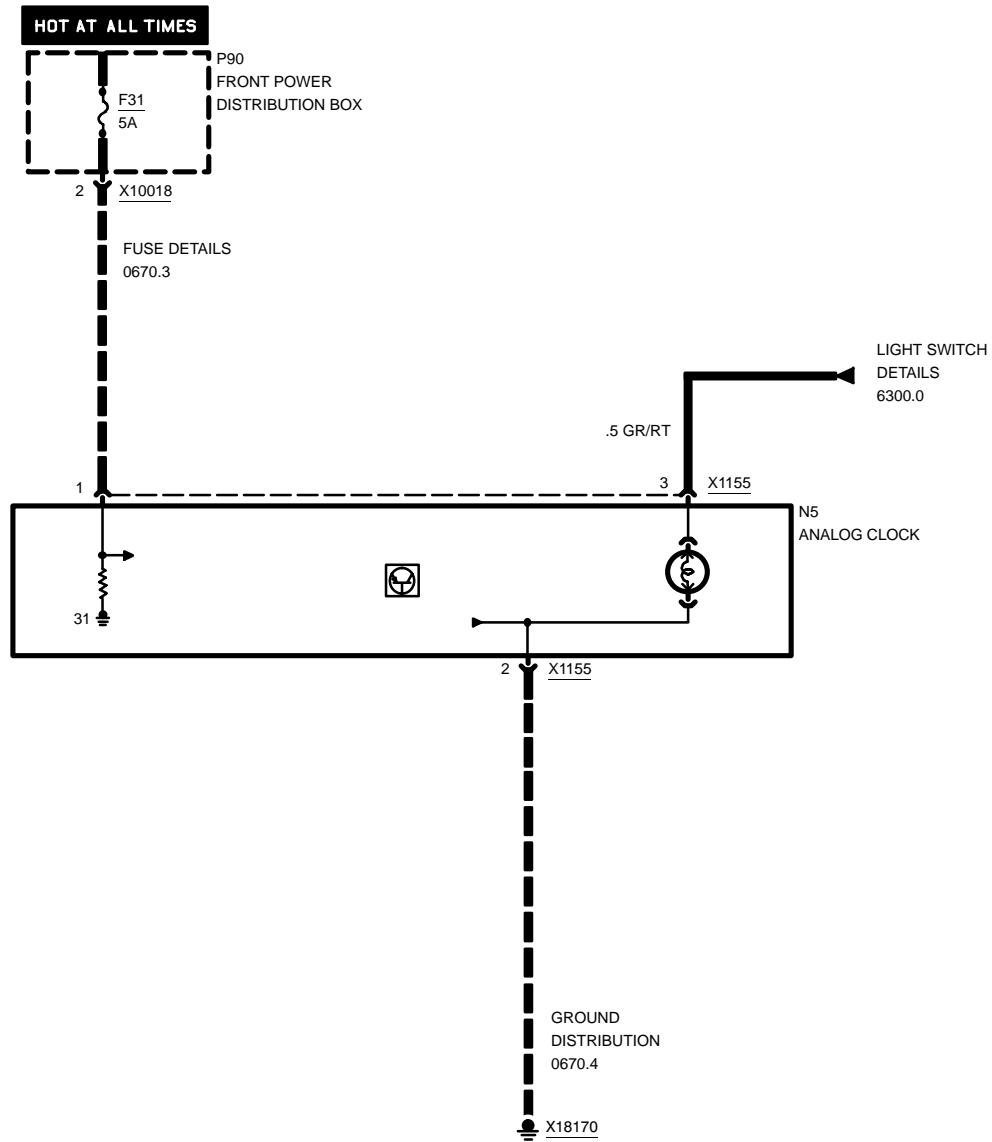 HOT AT ALL TIMES
P90
FRONT POWER
DISTRIBUTION BOX
F31
5A
2 X10018
FUSE DETAILS
0670.3
LIGHT SWITCH
DETAILS
6300.0
.5 GR/RT
1
3 X1155
N5
ANALOG CLOCK
31
2 X1155
GROUND
DISTRIBUTION
0670.4
X18170